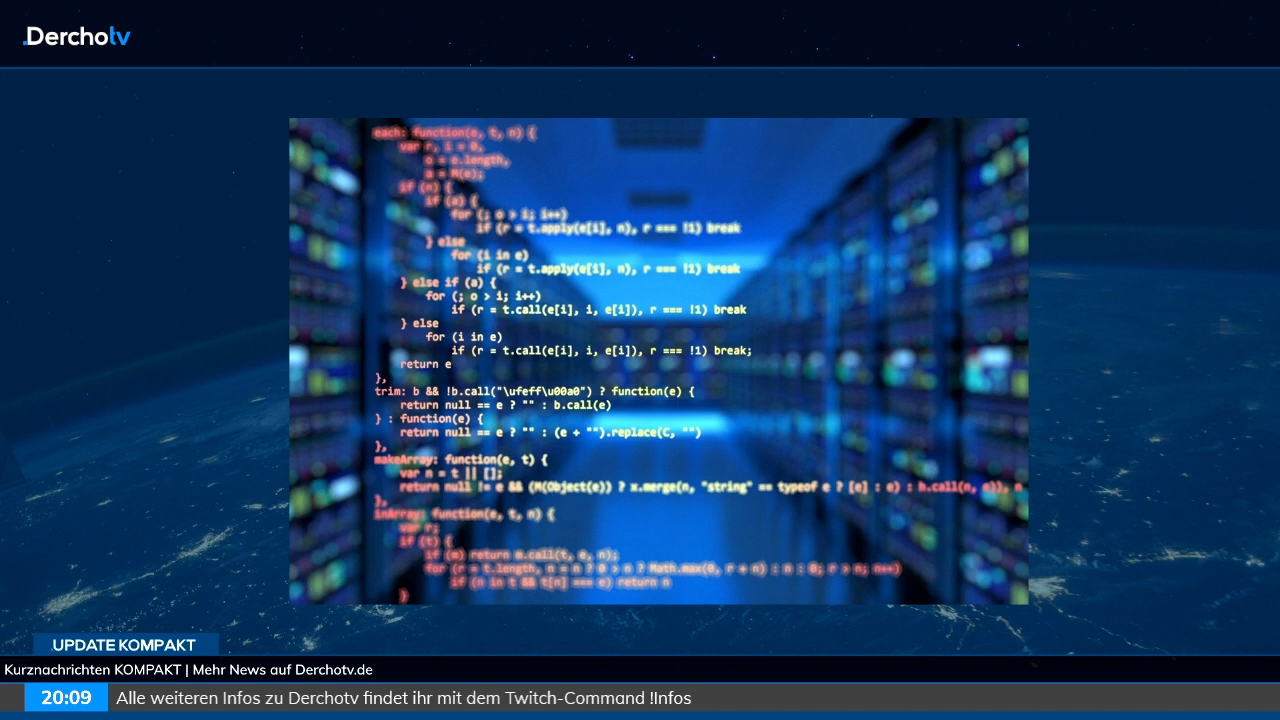 .Derchotv
each: function(e, t, n) {
var r, i = 0,
o = e.length,
a = M(e);
if (n) {
if (a) {
for (; o > i; i++)
if (r = t.apply(e[i], n), r === !1) break
} else
for (i in e)
if (r = t.apply(e[i], n), r === !1) break
} else if (a) {
for (; o > i; i++)
if (r = t.call(e[i], i, e[i]), r === !1) break
} else
for (i in e)
if (r = t.call(e[i], i, e[i]), r === !1) break;
return e
},
trim: b && !b.call("\ufeff\u00a0") ? function(e) {
return null == e ? "" : b.call(e)
} : function(e) {
return null == e ? "" : (e + "").replace(C, "")
},
makeArray: function(e, t) {
var n = t || [];
return null != e && (M(Object(e)) ? x.merge(n, "string" == typeof e ? [e] : e) : h.call(n, e)), n
},
inArray: function(e, t, n) {
var r;
if (t) {
if (m) return m.call(t, e, n);
for (r = t.length, n = n ? 0 > n ? Math.max(0, r + n) : n : 0; r > n; n++)
if (n in t && t[n] === e) return n
}
.UPDATE KOMPAKT
Kurznachrichten KOMPAKT | Mehr News auf Derchotv.de
20:09 Alle weiteren Infos zu Derchotv findet ihr mit dem Twitch-Command !Infos